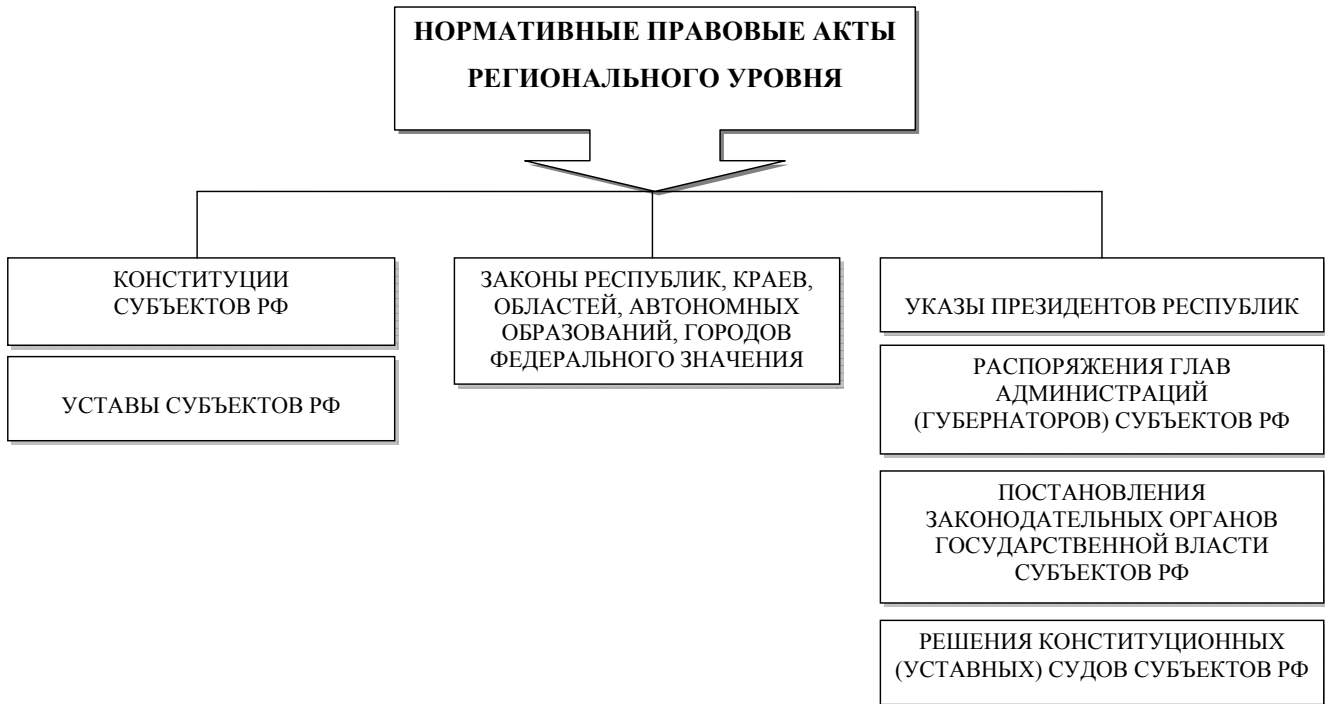 НОРМАТИВНЫЕ ПРАВОВЫЕ АКТЫ
РЕГИОНАЛЬНОГО УРОВНЯ
КОНСТИТУЦИИ
СУБЪЕКТОВ РФ
УСТАВЫ СУБЪЕКТОВ РФ
ЗАКОНЫ РЕСПУБЛИК, КРАЕВ,
ОБЛАСТЕЙ, АВТОНОМНЫХ
ОБРАЗОВАНИЙ, ГОРОДОВ
ФЕДЕРАЛЬНОГО ЗНАЧЕНИЯ
УКАЗЫ ПРЕЗИДЕНТОВ РЕСПУБЛИК
РАСПОРЯЖЕНИЯ ГЛАВ
АДМИНИСТРАЦИЙ
(ГУБЕРНАТОРОВ) СУБЪЕКТОВ РФ
ПОСТАНОВЛЕНИЯ
ЗАКОНОДАТЕЛЬНЫХ ОРГАНОВ
ГОСУДАРСТВЕННОЙ ВЛАСТИ
СУБЪЕКТОВ РФ
РЕШЕНИЯ КОНСТИТУЦИОННЫХ
(УСТАВНЫХ) СУДОВ СУБЪЕКТОВ РФ